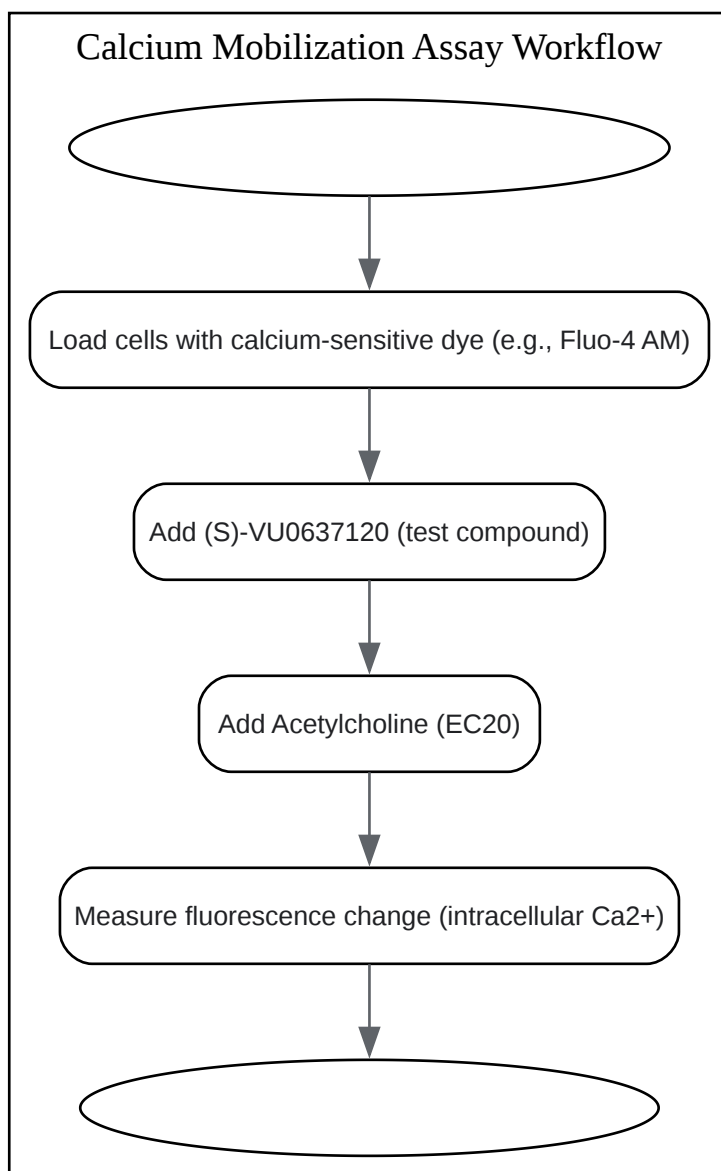 Calcium Mobilization Assay Workflow
Load cells with calcium-sensitive dye (e.g., Fluo-4 AM)
Add (S)-VU0637120 (test compound)
Add Acetylcholine (EC20)
Measure fluorescence change (intracellular Ca2+)